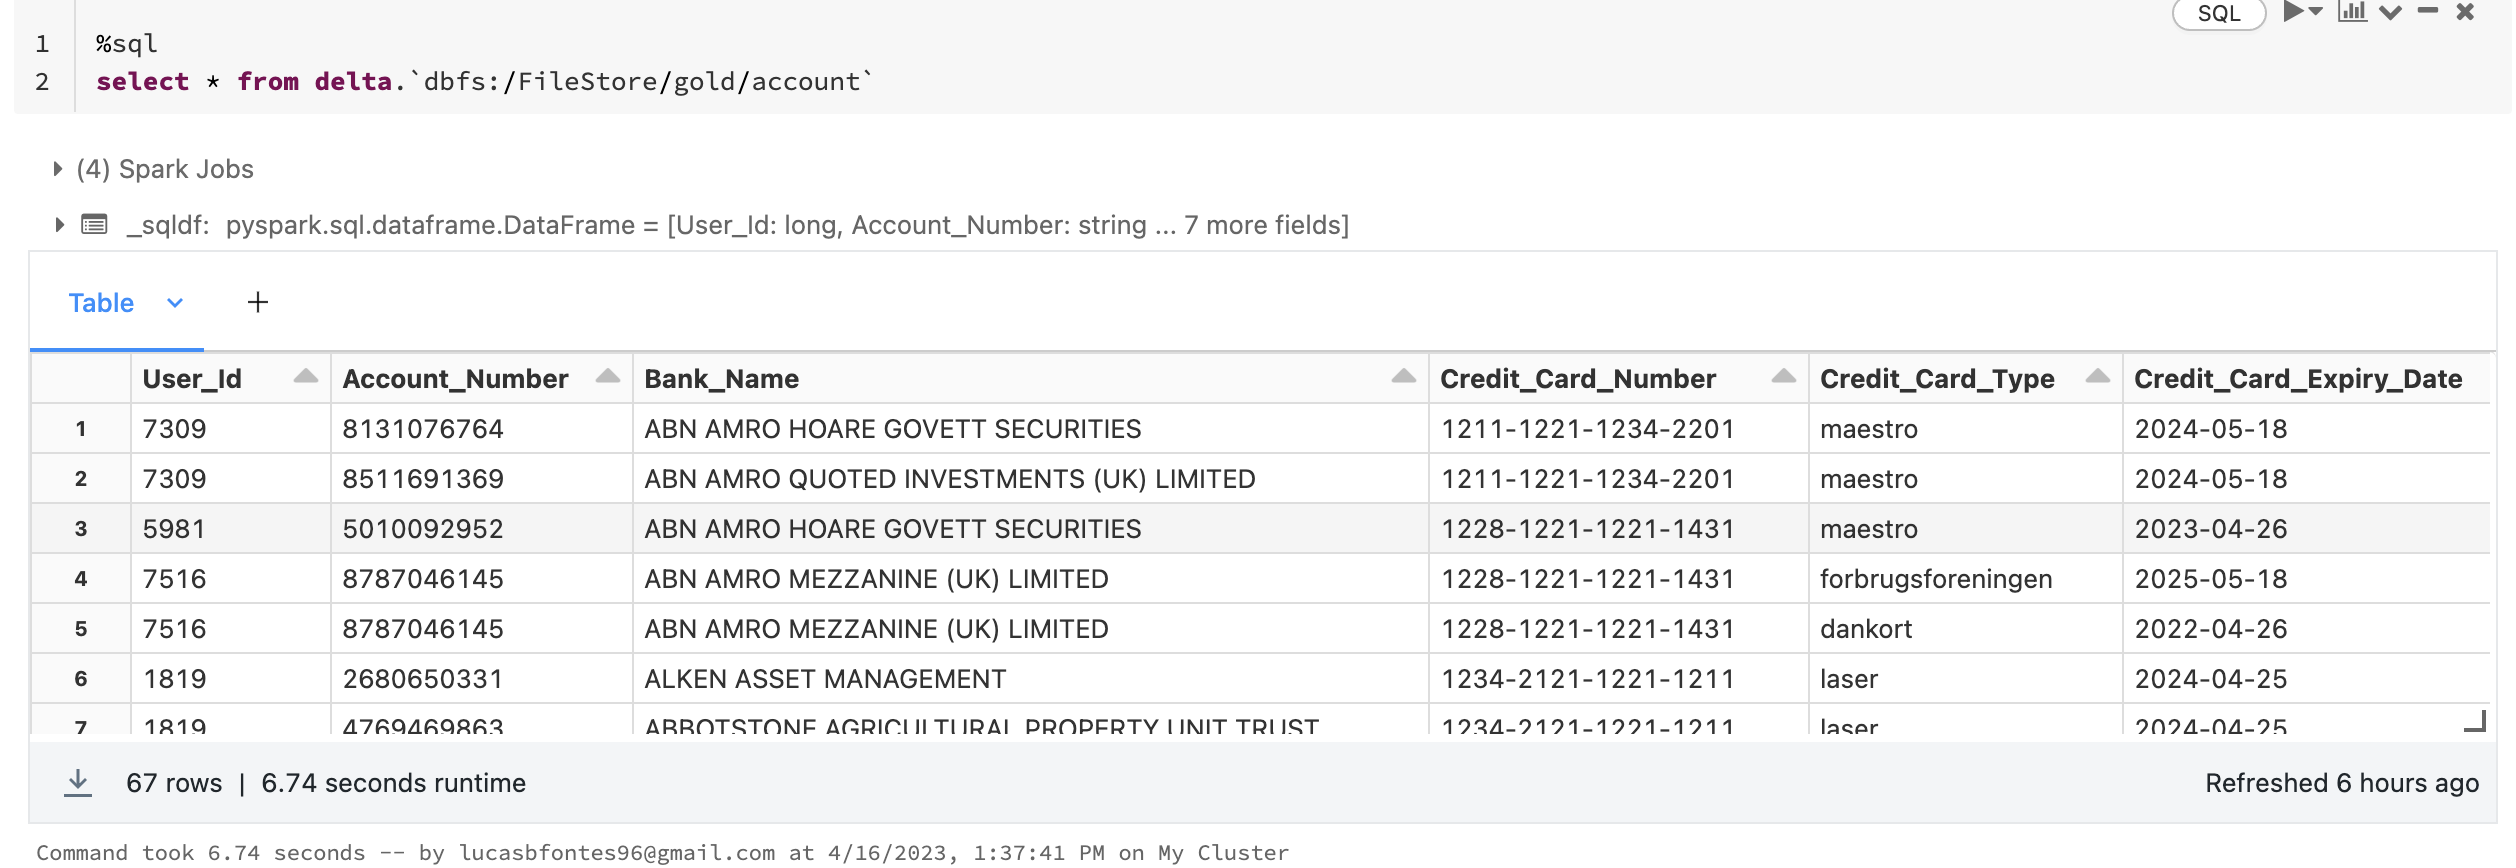 SQL
1 %sql
2 select * from delta.`dbfs:/FileStore/gold/account`
(4) Spark Jobs
_sqldf: pyspark.sql.dataframe.DataFrame = [User_Id: long, Account_Number: string ... 7 more fields]
Table +
User_Id Account_Number Bank_Name Credit_Card_Number Credit_Card_Type Credit_Card_Expiry_Date
1 7309 8131076764 ABN AMRO HOARE GOVETT SECURITIES 1211-1221-1234-2201 maestro 2024-05-18
2 7309 8511691369 ABN AMRO QUOTED INVESTMENTS (UK) LIMITED 1211-1221-1234-2201 maestro 2024-05-18
3 5981 5010092952 ABN AMRO HOARE GOVETT SECURITIES 1228-1221-1221-1431 maestro 2023-04-26
4 7516 8787046145 ABN AMRO MEZZANINE (UK) LIMITED 1228-1221-1221-1431 forbrugsforeningen 2025-05-18
5 7516 8787046145 ABN AMRO MEZZANINE (UK) LIMITED 1228-1221-1221-1431 dankort 2022-04-26
6 1819 2680650331 ALKEN ASSET MANAGEMENT 1234-2121-1221-1211 laser 2024-04-25
7 1819 4769469863 ABBOTSTONE AGRICULTURAL PROPERTY UNIT TRUST 1234-2121-1221-1211 laser 2024-04-25
67 rows | 6.74 seconds runtime Refreshed 6 hours ago
Command took 6.74 seconds -- by lucasbfontes96@gmail.com at 4/16/2023, 1:37:41 PM on My Cluster